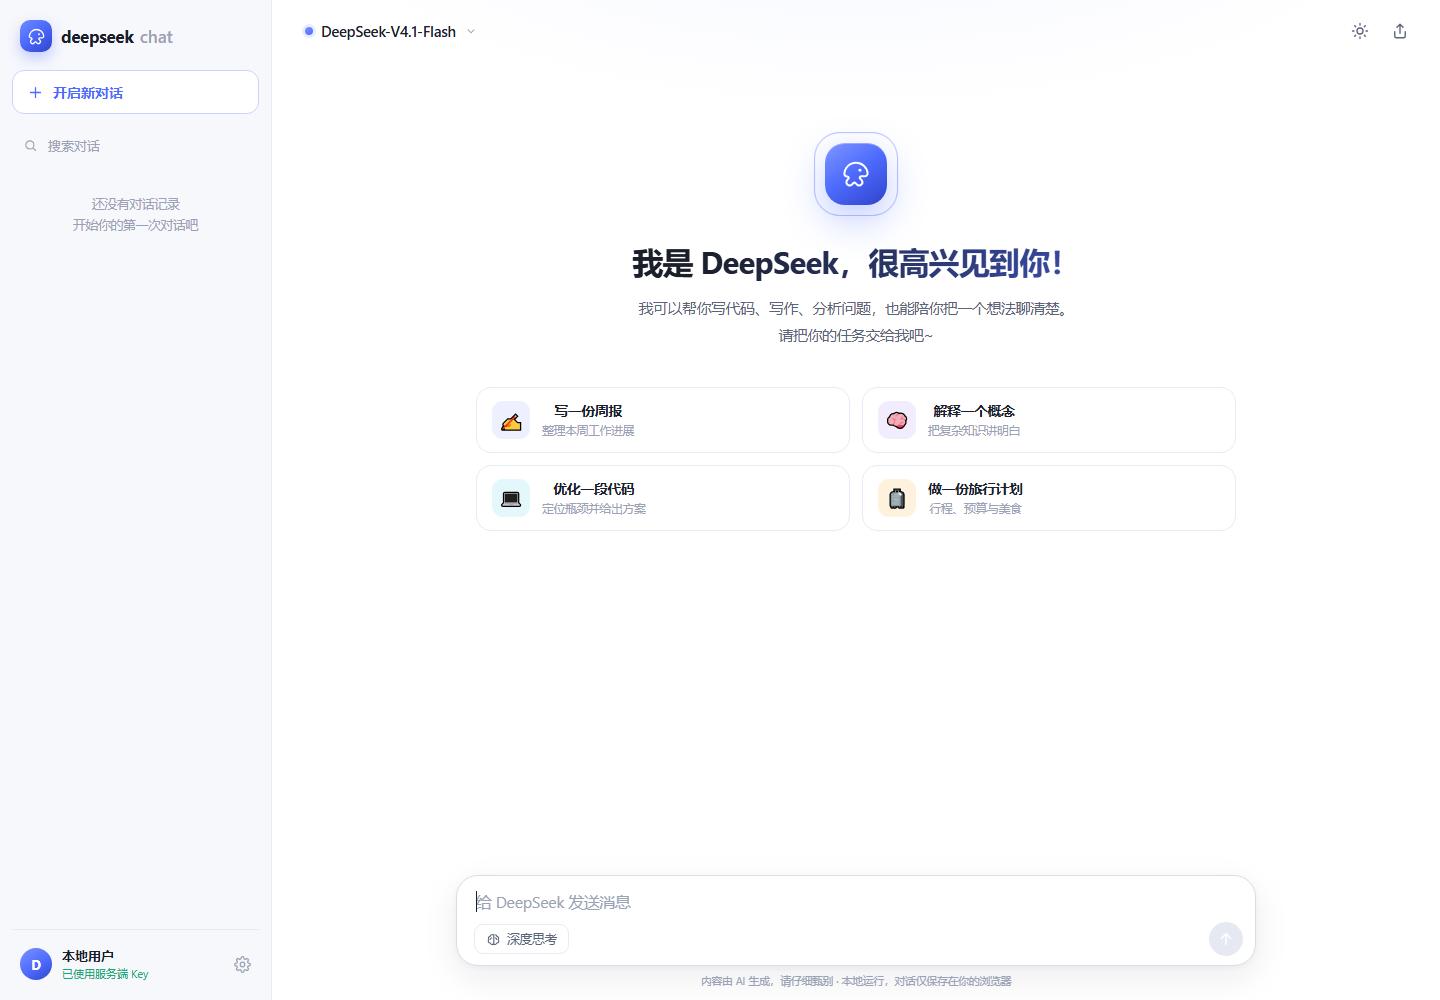 deepseek chat
开启新对话
搜索对话
还没有对话记录
开始你的第一次对话吧
D
本地用户
已使用服务端 Key
DeepSeek-V4.1-Flash
我是 DeepSeek，很高兴见到你！
我可以帮你写代码、写作、分析问题，也能陪你把一个想法聊清楚。
请把你的任务交给我吧~
写一份周报
整理本周工作进展
解释一个概念
把复杂知识讲明白
优化一段代码
定位瓶颈并给出方案
做一份旅行计划
行程、预算与美食
给 DeepSeek 发送消息
深度思考
内容由 AI 生成，请仔细甄别 · 本地运行，对话仅保存在你的浏览器